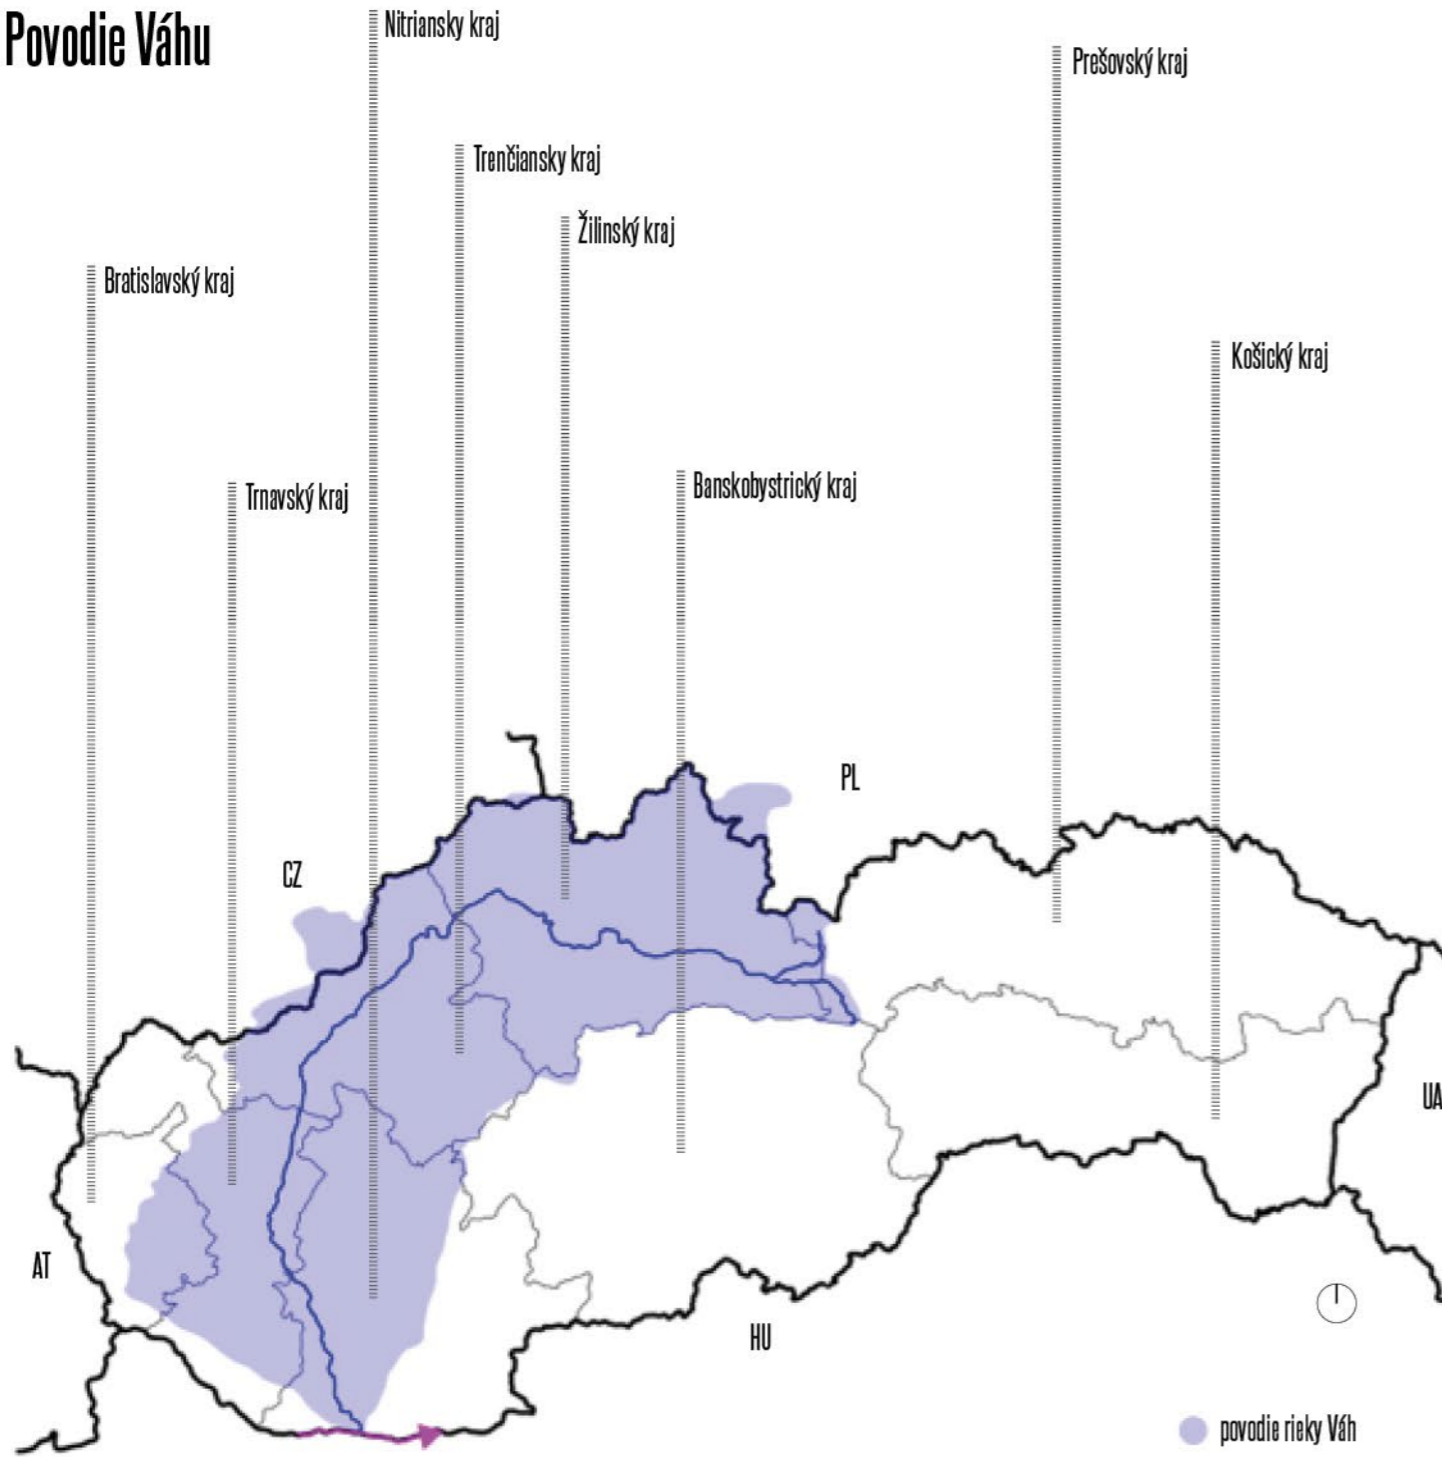 Povodie Váhu
Nitriansky kraj
Prešovský kraj
Trenčiansky kraj
Žilinský kraj
Bratislavský kraj
Košický kraj
Banskobystrický kraj
Trnavský kraj
PL
CZ
UA
AT
HU
povodie rieky Váh